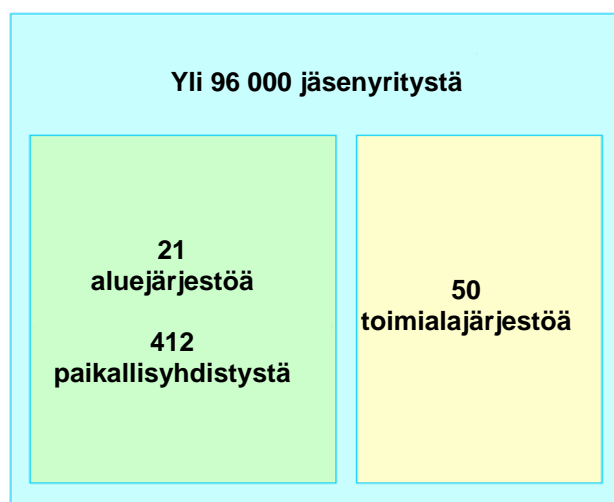 Yli 96 000 jäsenyritystä
21
aluejärjestöä
412
paikallisyhdistystä
50
toimialajärjestöä